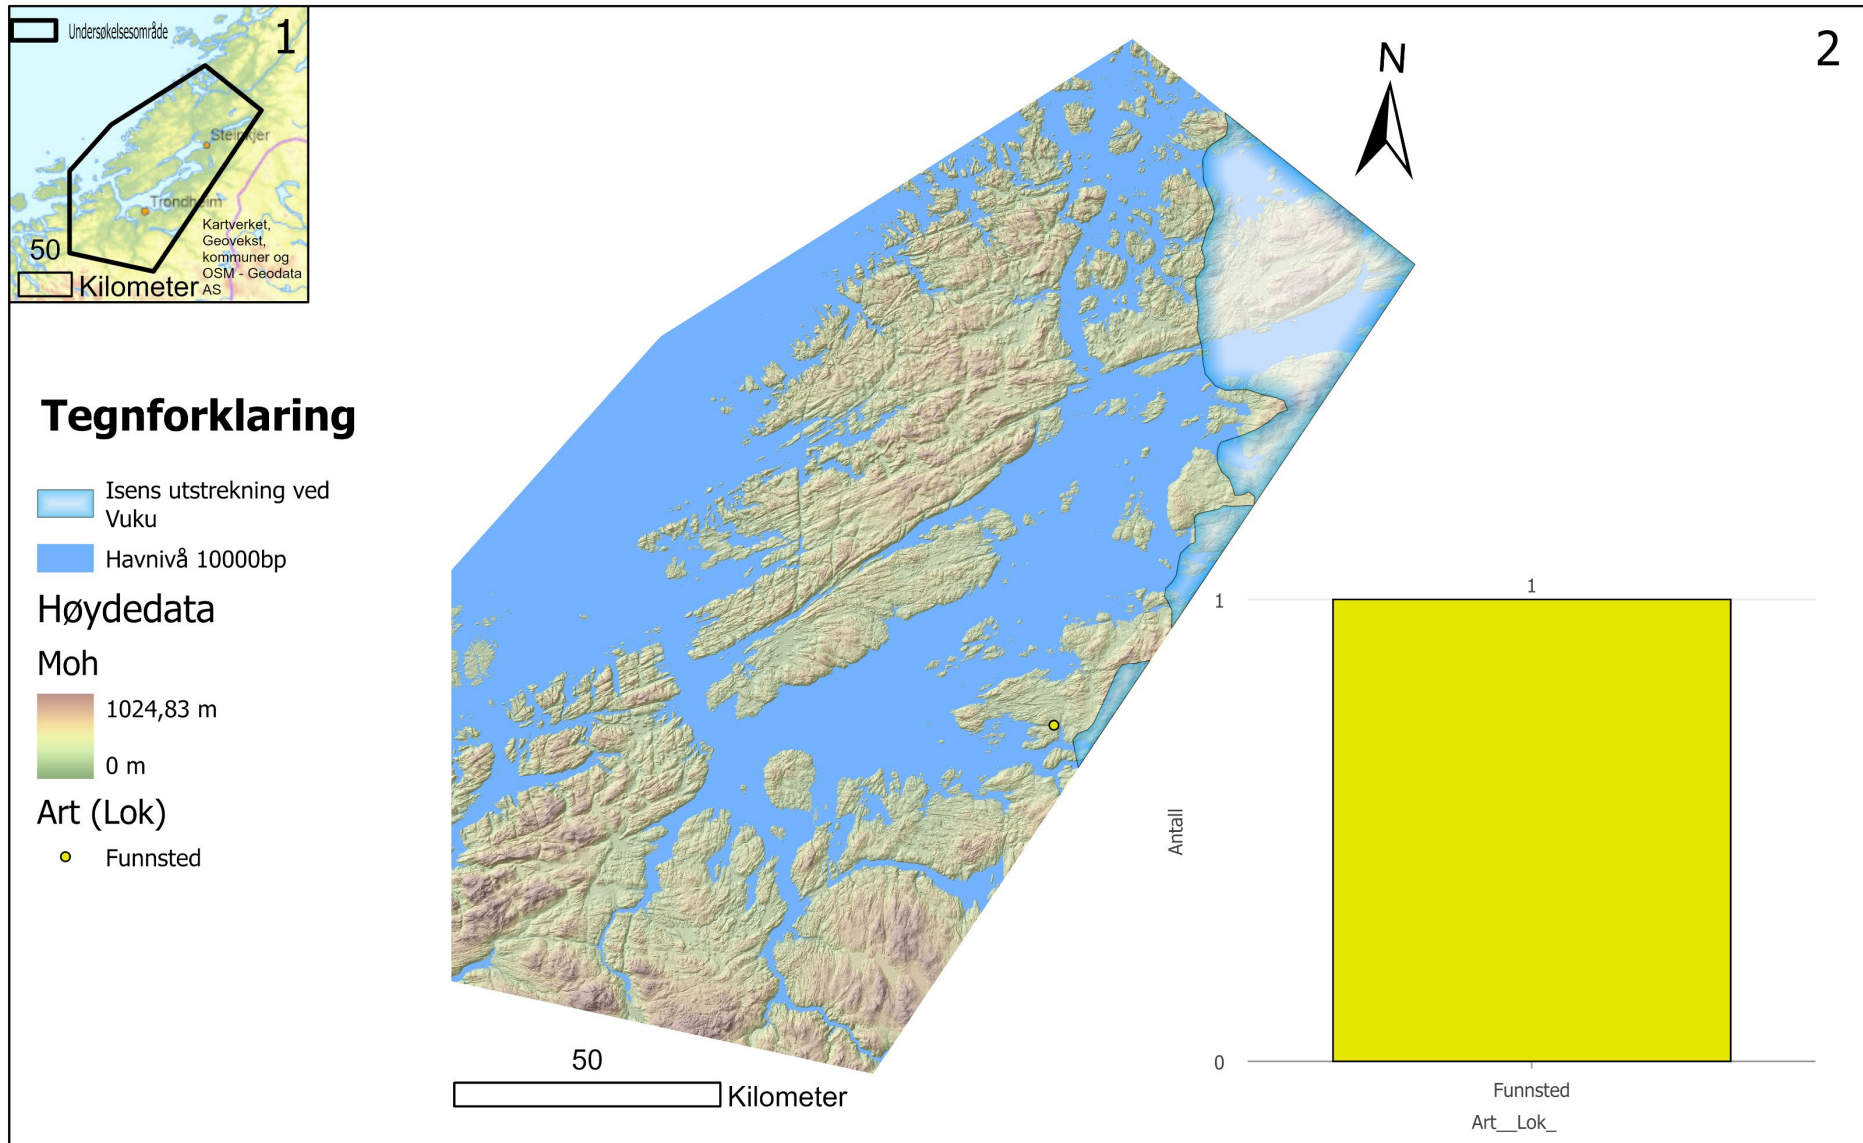 Undersøkelsesområde
1
Steinkjer
Trondheim
Kartverket,
Geovekst,
kommuner og
OSM - Geodata
AS
50
Kilometer
2
N
Tegnforklaring
Isens utstrekning ved
Vuku
Havnivå 10000bp
Høydedata
Moh
1024,83 m
0 m
Art (Lok)
Funnsted
50
Kilometer
1
1
Antall
0
Funnsted
Art__Lok_